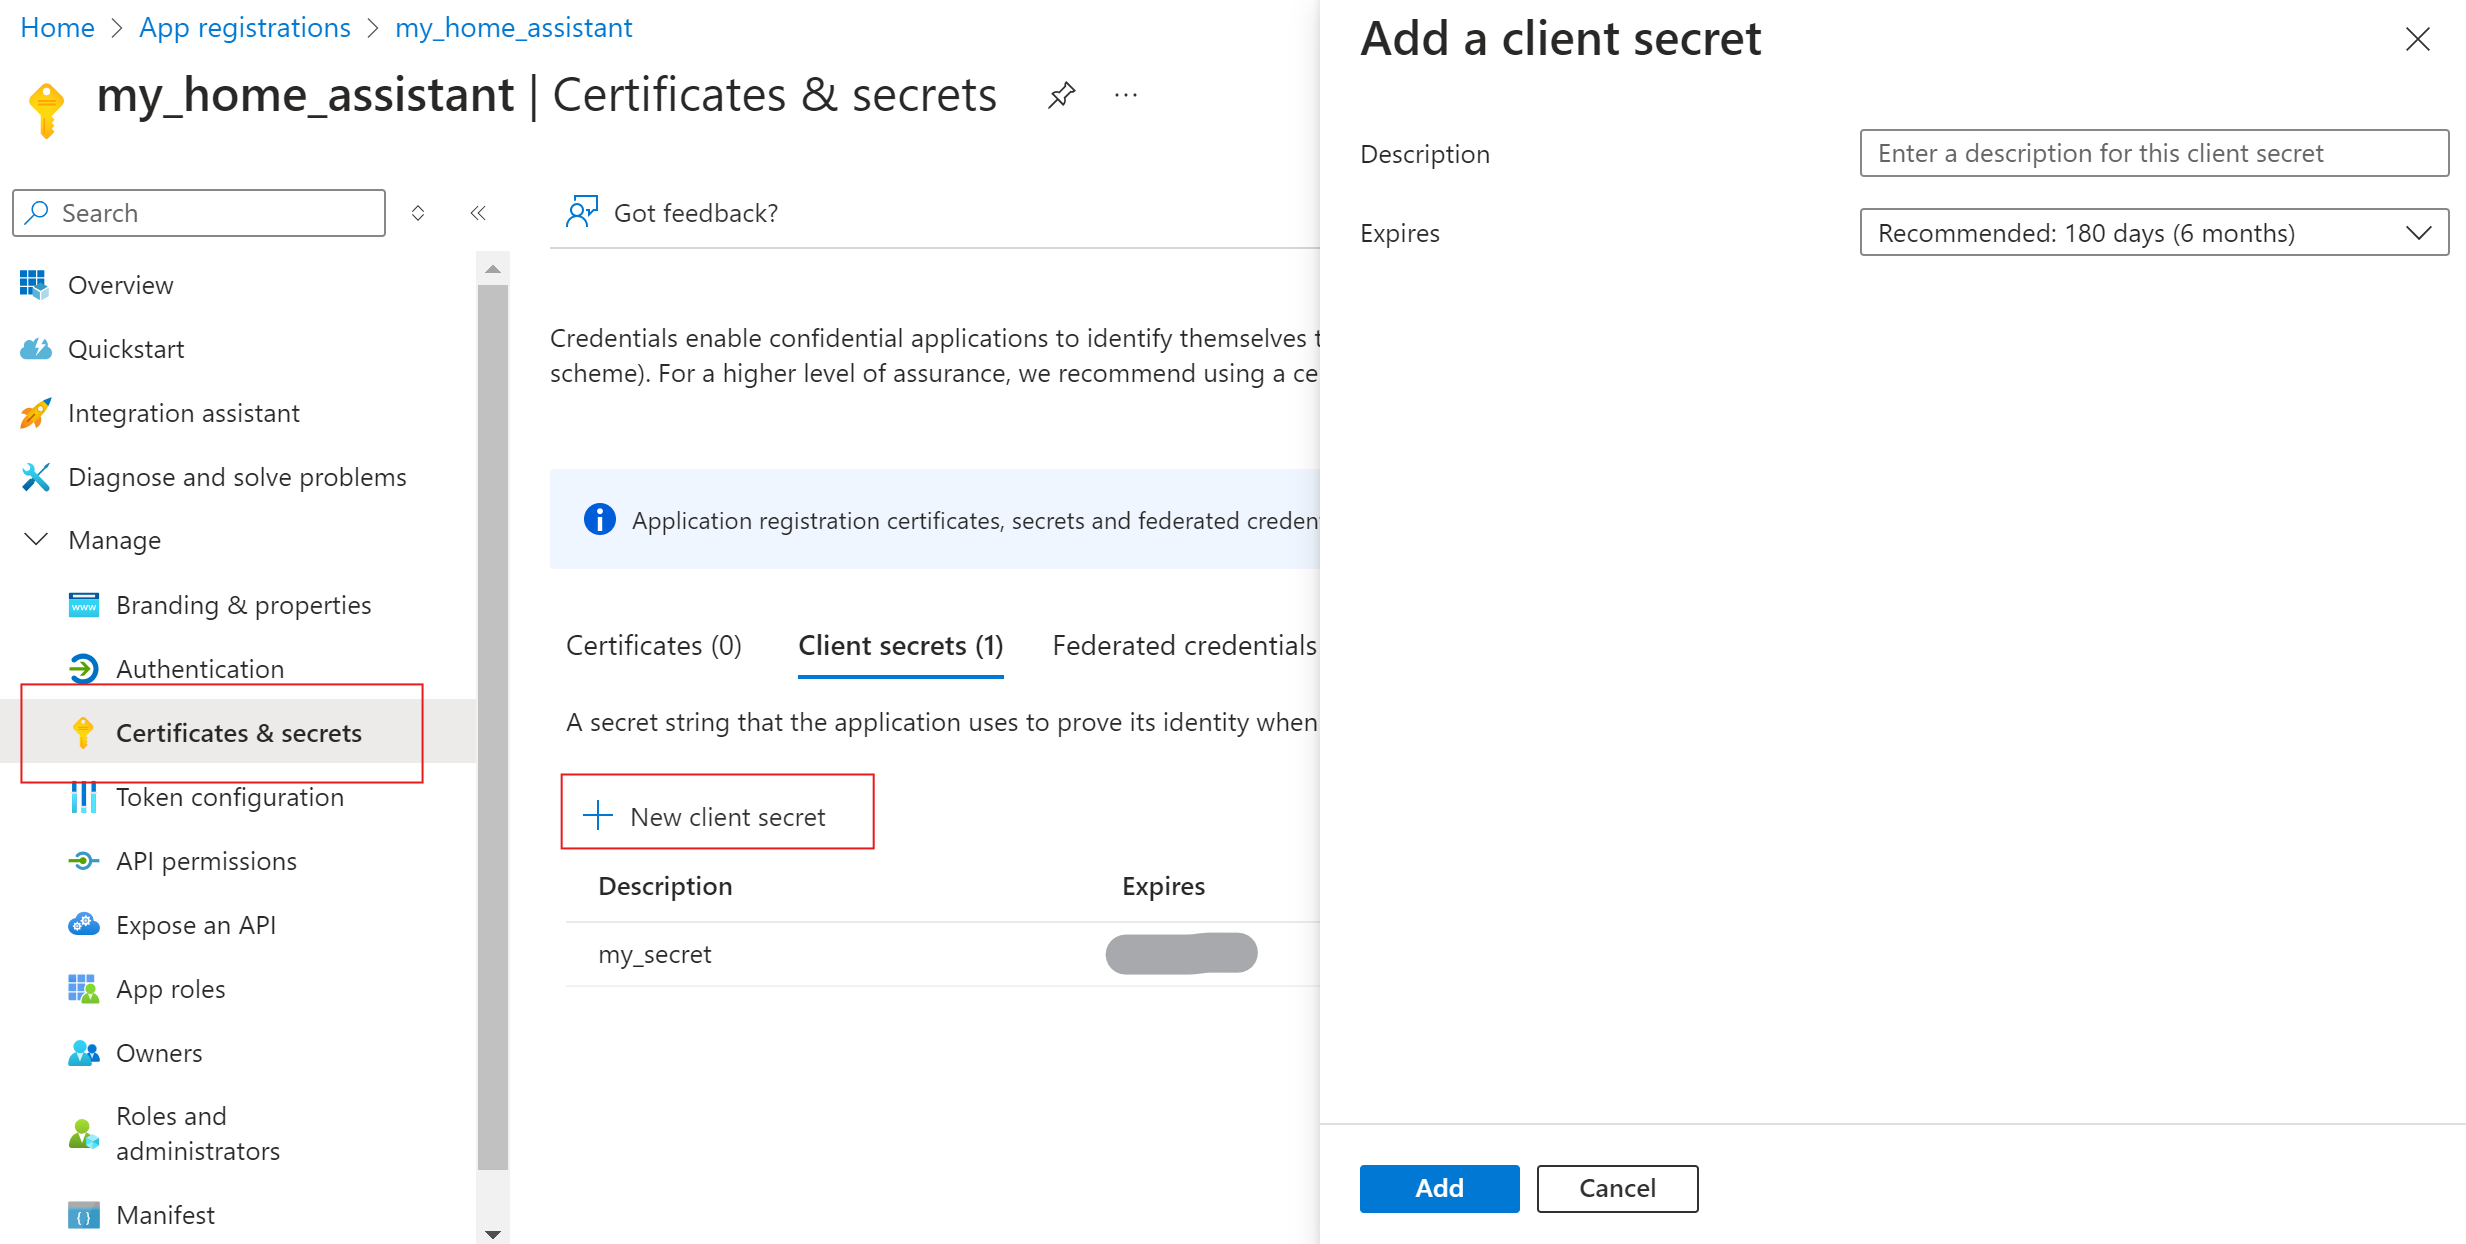 Home > App registrations > my_home_assistant
my_home_assistant | Certificates & secrets
Search
Overview
Quickstart
Integration assistant
Diagnose and solve problems
Manage
www
Branding & properties
Authentication
Certificates & secrets
Token configuration
API permissions
Expose an API
App roles
Owners
Roles and
administrators
Manifest
Got feedback?
Credentials enable confidential applications to identify themselves t
scheme). For a higher level of assurance, we recommend using a ce
Application registration certificates, secrets and federated creden
Certificates (0)
Client secrets (1)
Federated credentials
A secret string that the application uses to prove its identity when
New client secret
Description Expires
my_secret
Add a client secret
Description
Enter a description for this client secret
Expires
Recommended: 180 days (6 months)
Add
Cancel